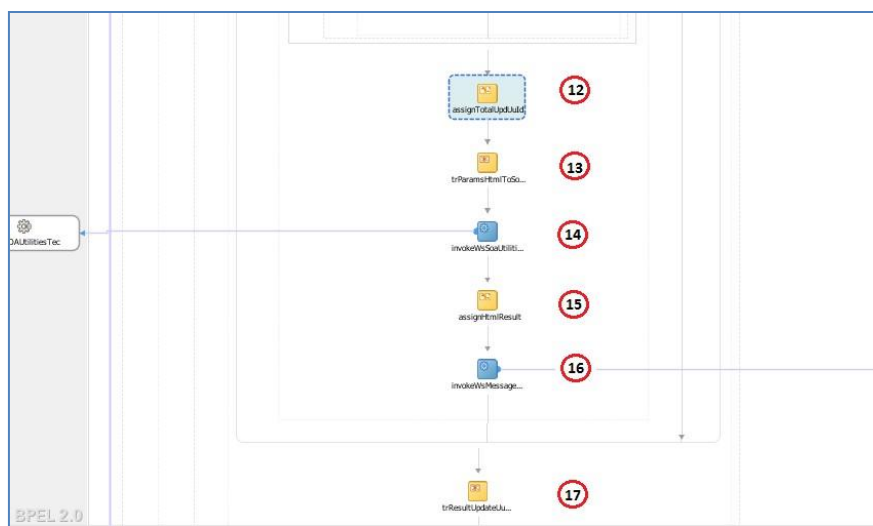 12
assignTotalUpdUuId
13
trParamsHtmlToSo...
14
OAUtilitiesTec
invokeWsSoaUtiliti...
15
assignHtmlResult
16
invokeWsMessage...
17
trResultUpdateUu...
BPEL 2.0